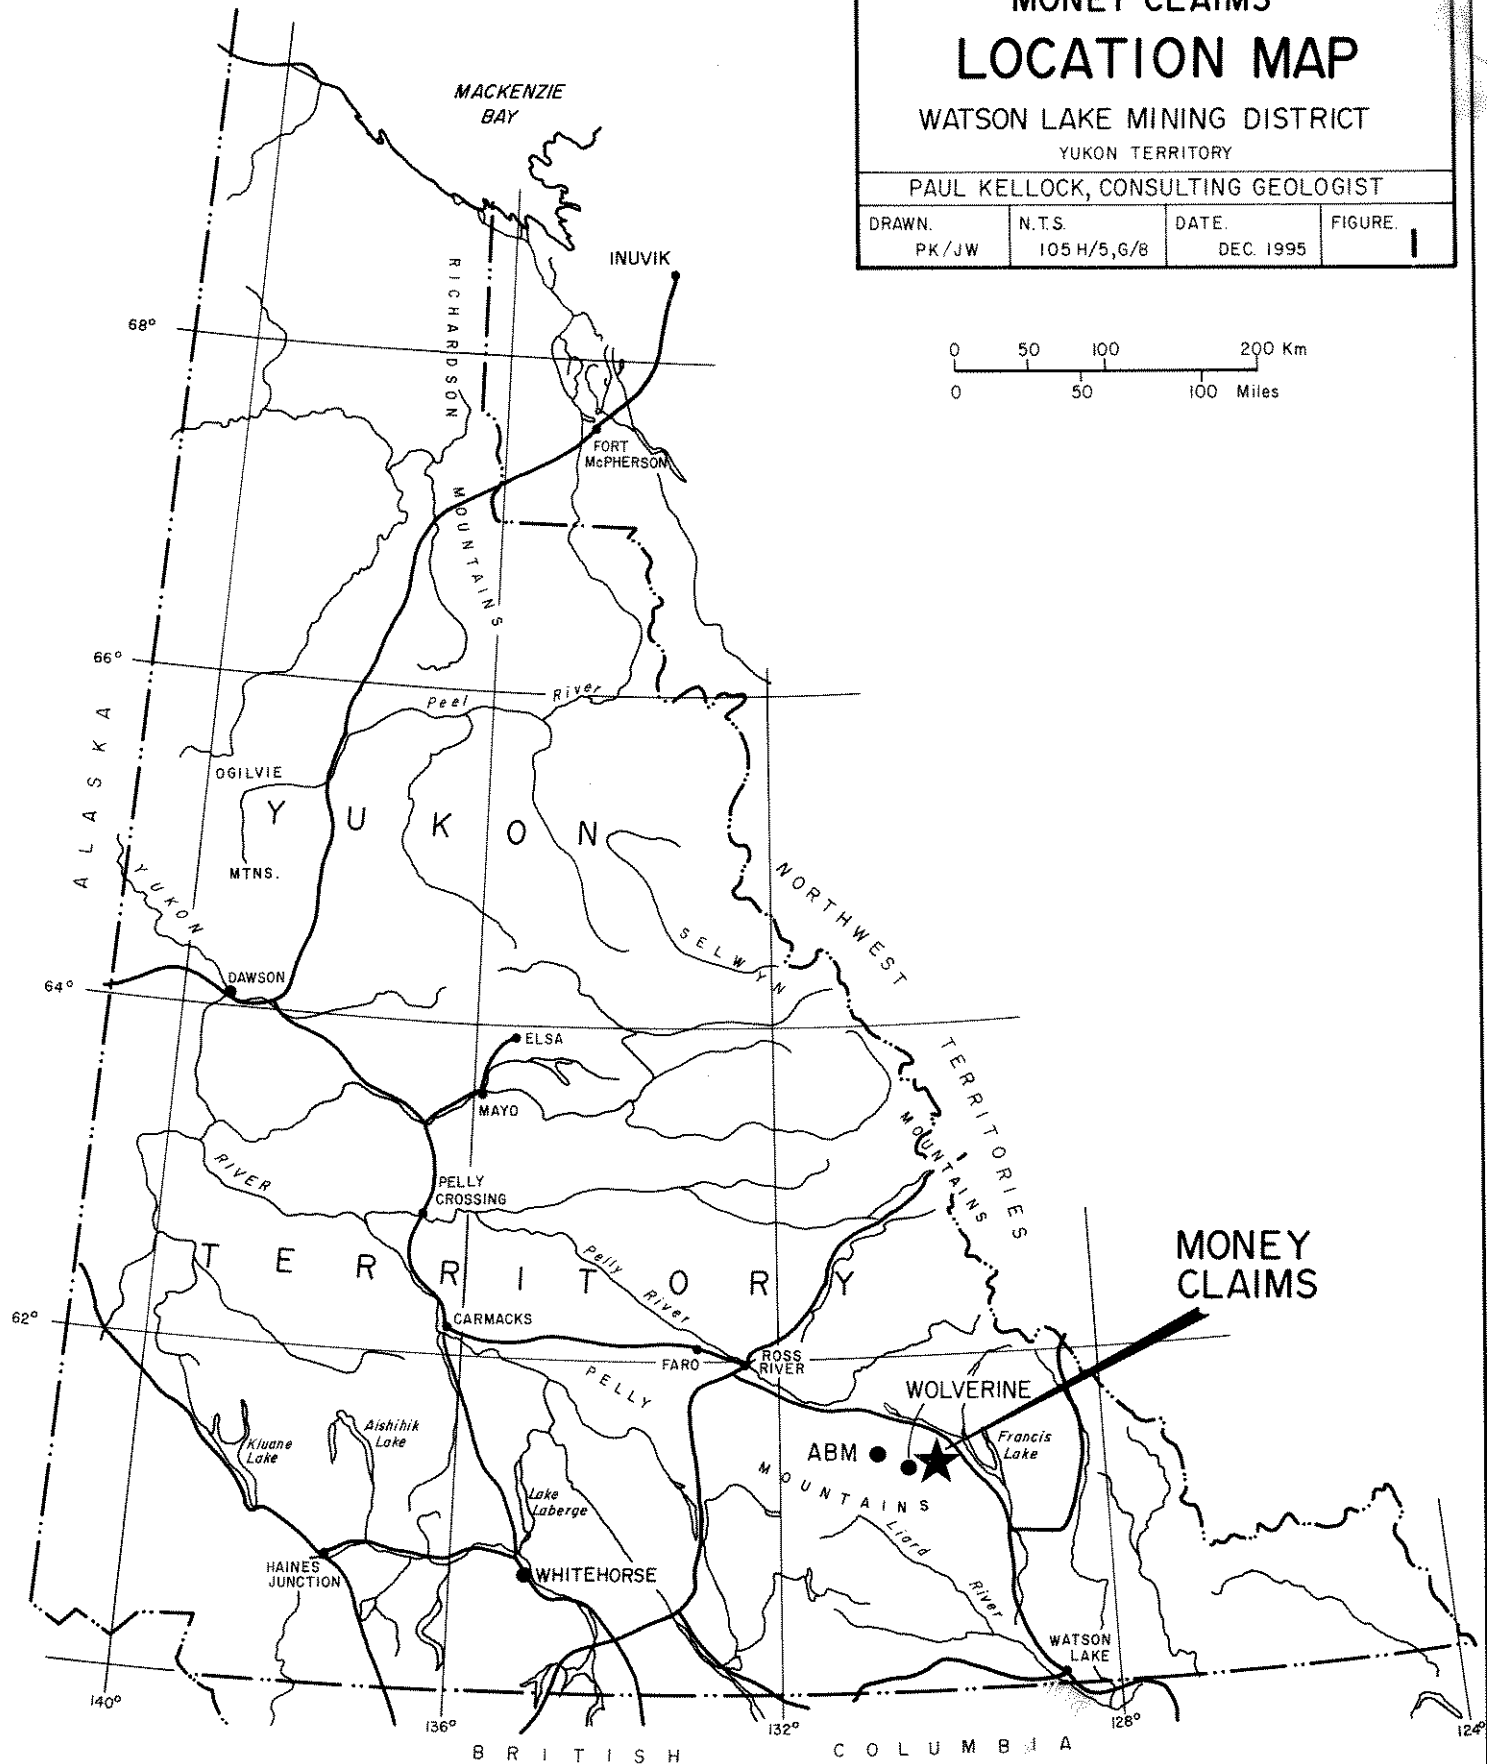 MONEY CLAIMS
LOCATION MAP
WATSON LAKE MINING DISTRICT
YUKON TERRITORY
PAUL KELLOCK, CONSULTING GEOLOGIST
DRAWN.
PK/JW
N.T.S.
105 H/5,G/8
DATE.
DEC. 1995
FIGURE.
1
0 50 100 200 Km
0 50 100 Miles
MACKENZIE
BAY
INUVIK
RICHARDSON
MOUNTAINS
68°
FORT
McPHERSON
66°
Peel River
ALASKA
OGILVIE
MTNS.
YUKON
YUKON
NORTHWEST
TERRITORIES
SELWYN
MOUNTAINS
DAWSON
64°
ELSA
MAYO
RIVER
PELLY
CROSSING
TERRITORY
Pelly
River
MONEY
CLAIMS
62°
CARMACKS
FARO
ROSS
RIVER
PELLY
MOUNTAINS
WOLVERINE
ABM
Francis
Lake
Kluane
Lake
Aishihik
Lake
Lake
Laberge
Liard
River
HAINES
JUNCTION
WHITEHORSE
WATSON
LAKE
140°
136°
132°
128°
124°
BRITISH COLUMBIA